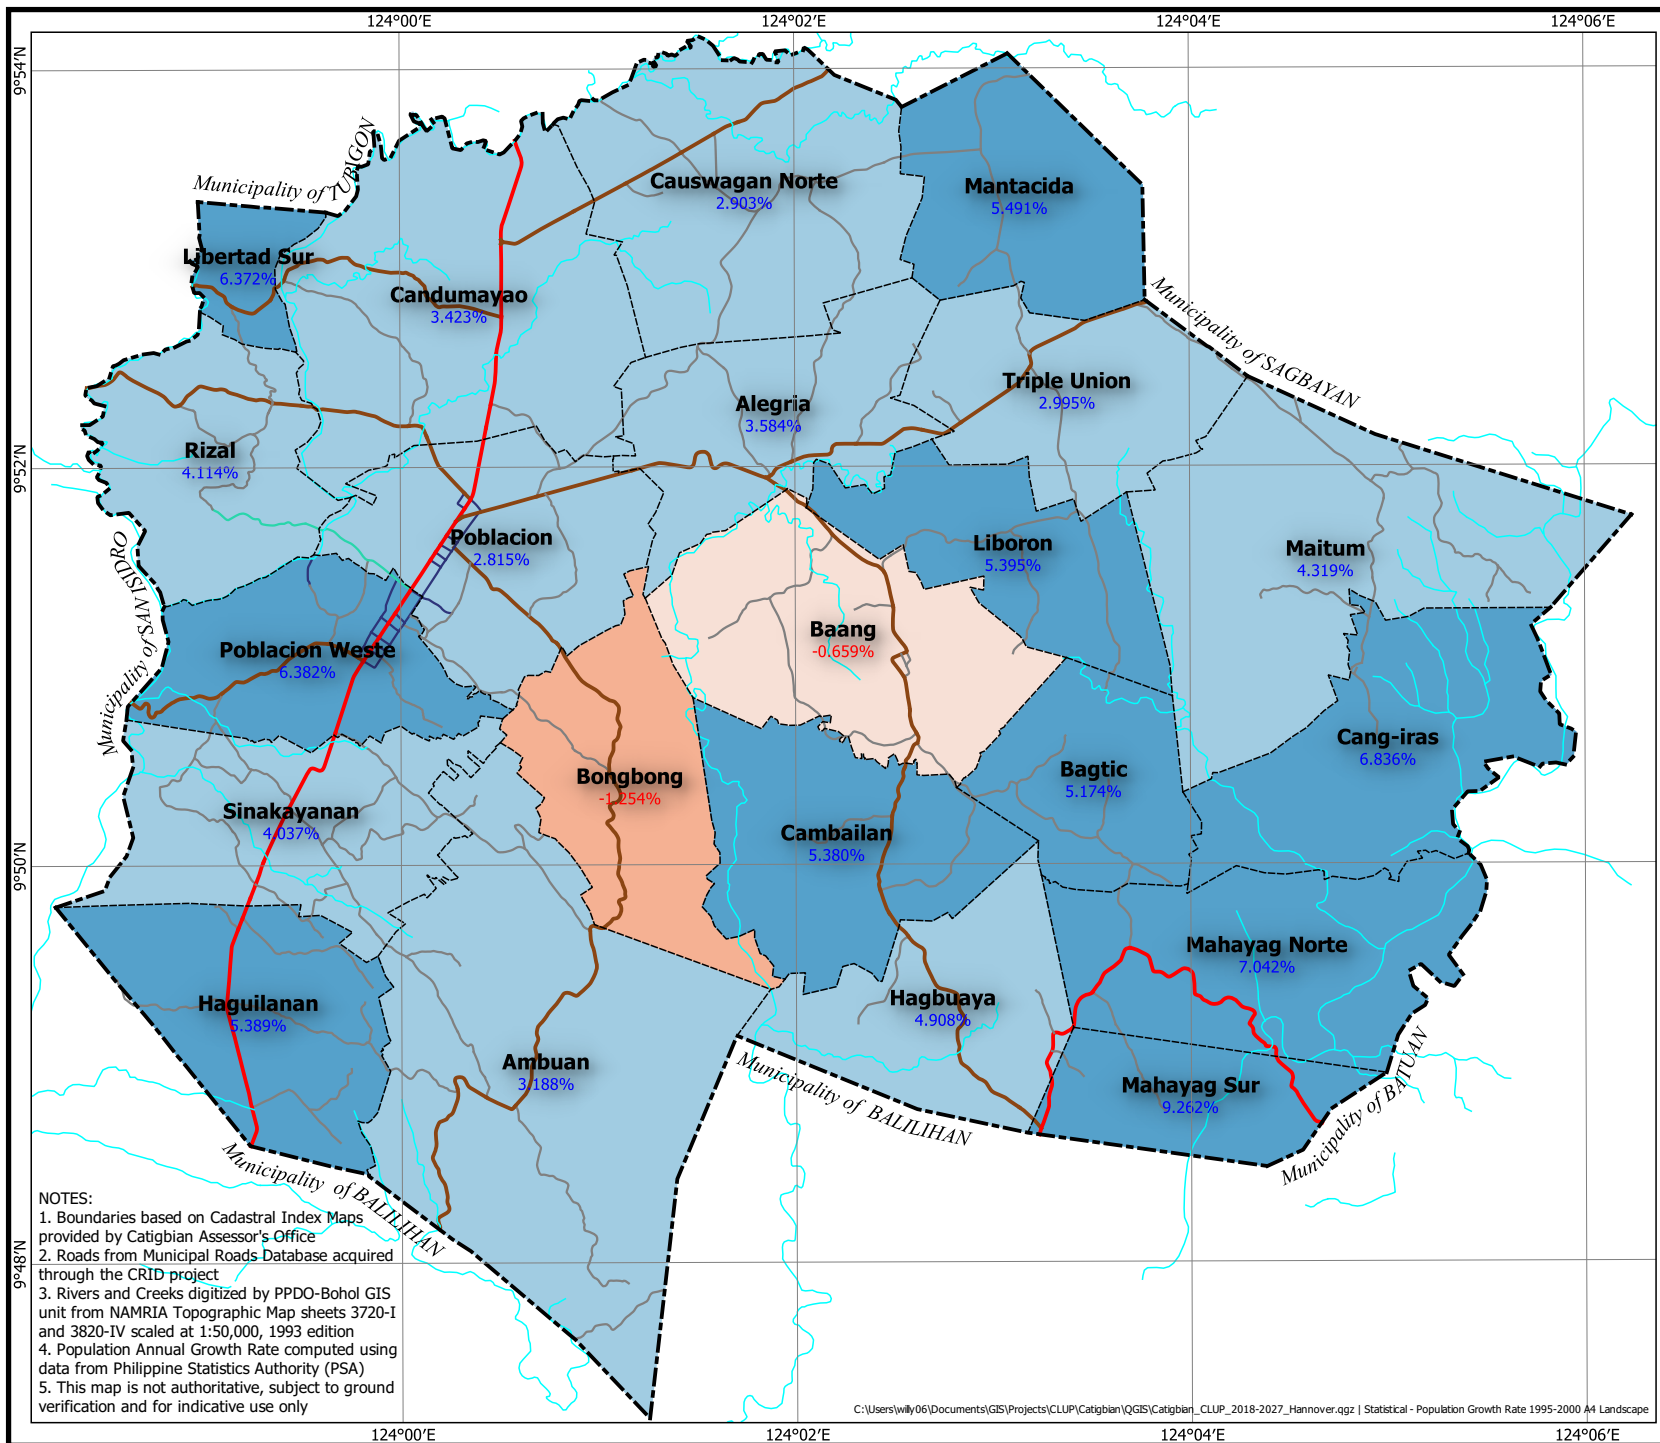 124°00′E
124°02′E
124°04′E
124°06′E
9°54′N
9°52′N
9°50′N
9°48′N
Municipality of TUBIGON
Causwagan Norte
2.903%
Mantacida
5.491%
Libertad Sur
6.372%
Candumayao
3.423%
Municipality of SAGBAYAN
Triple Union
2.995%
Alegria
3.584%
Rizal
4.114%
Poblacion
2.815%
Liboron
5.395%
Maitum
4.319%
Municipality of SAN ISIDRO
Baang
-0.659%
Poblacion Weste
6.382%
Cang-iras
6.836%
Bongbong
-1.254%
Bagtic
5.174%
Sinakayanan
4.037%
Cambailan
5.380%
Mahayag Norte
7.042%
Haguilanan
5.389%
Hagbuaya
4.908%
Ambuan
3.188%
Mahayag Sur
9.262%
Municipality of BALILIHAN
Municipality of BATUAN
Municipality of BALILIHAN
NOTES:
1. Boundaries based on Cadastral Index Maps
provided by Catigbian Assessor's Office
2. Roads from Municipal Roads Database acquired
through the CRID project
3. Rivers and Creeks digitized by PPDO-Bohol GIS
unit from NAMRIA Topographic Map sheets 3720-I
and 3820-IV scaled at 1:50,000, 1993 edition
4. Population Annual Growth Rate computed using
data from Philippine Statistics Authority (PSA)
5. This map is not authoritative, subject to ground
verification and for indicative use only
C:\Users\willy06\Documents\GIS\Projects\CLUP\Catigbian\QGIS\Catigbian_CLUP_2018-2027_Hannover.qgz | Statistical - Population Growth Rate 1995-2000 A4 Landscape
124°00′E
124°02′E
124°04′E
124°06′E